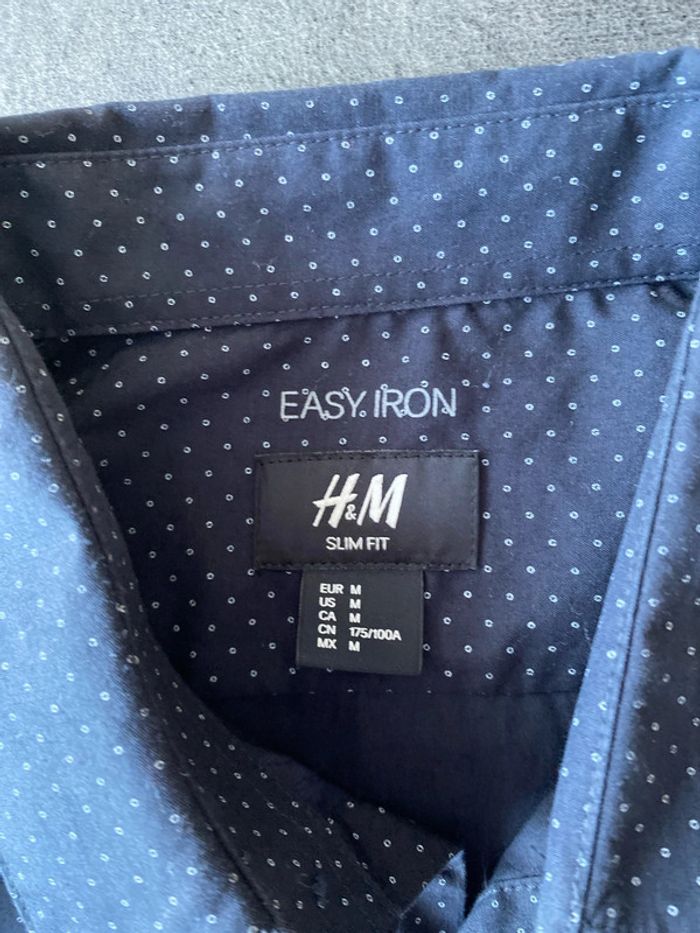 EASY IRON
H&M
SLIM FIT
EUR M
US M
CA M
CN 175/100A
MX M